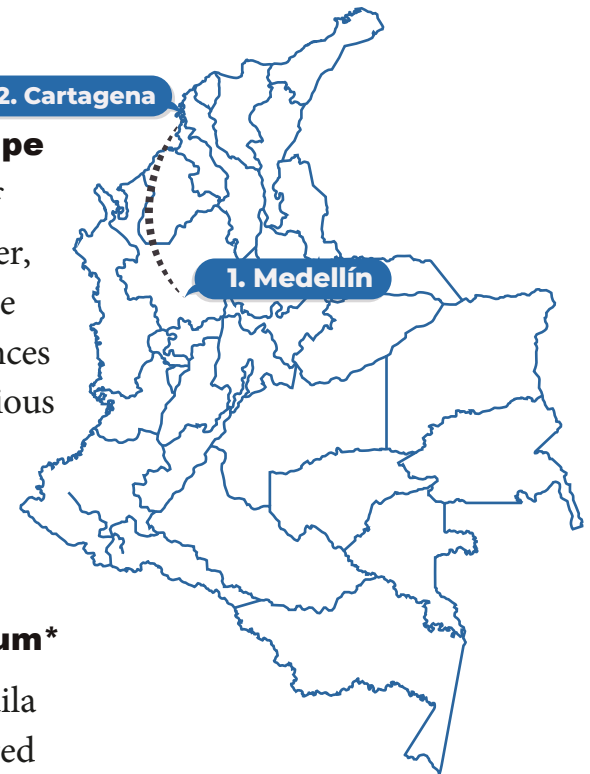 2. Cartagena
pe
er,
1. Medellín
e
nces
ious
um*
ila
ed